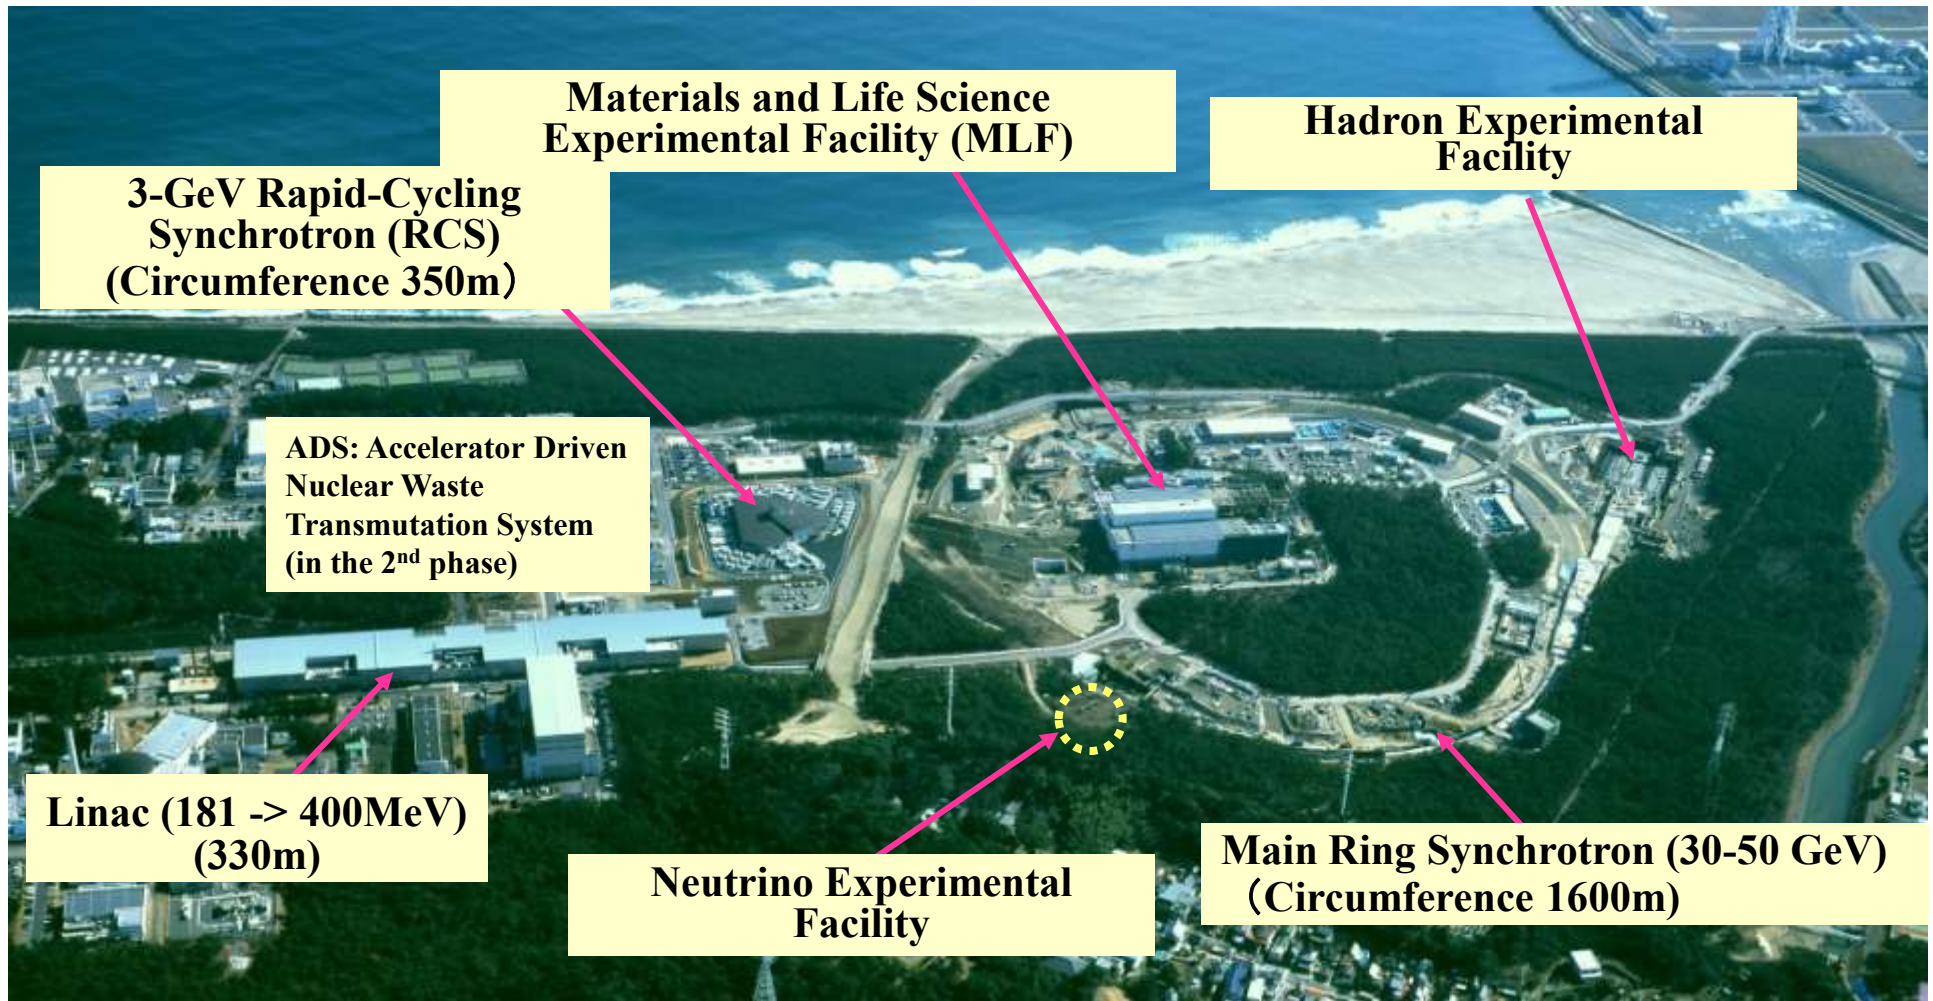 Materials and Life Science
Experimental Facility (MLF)
Hadron Experimental
Facility
3-GeV Rapid-Cycling
Synchrotron (RCS)
(Circumference 350m）
ADS: Accelerator Driven
Nuclear Waste
Transmutation System
(in the 2nd phase)
Linac (181 -> 400MeV)
(330m)
Neutrino Experimental
Facility
Main Ring Synchrotron (30-50 GeV)
（Circumference 1600m)